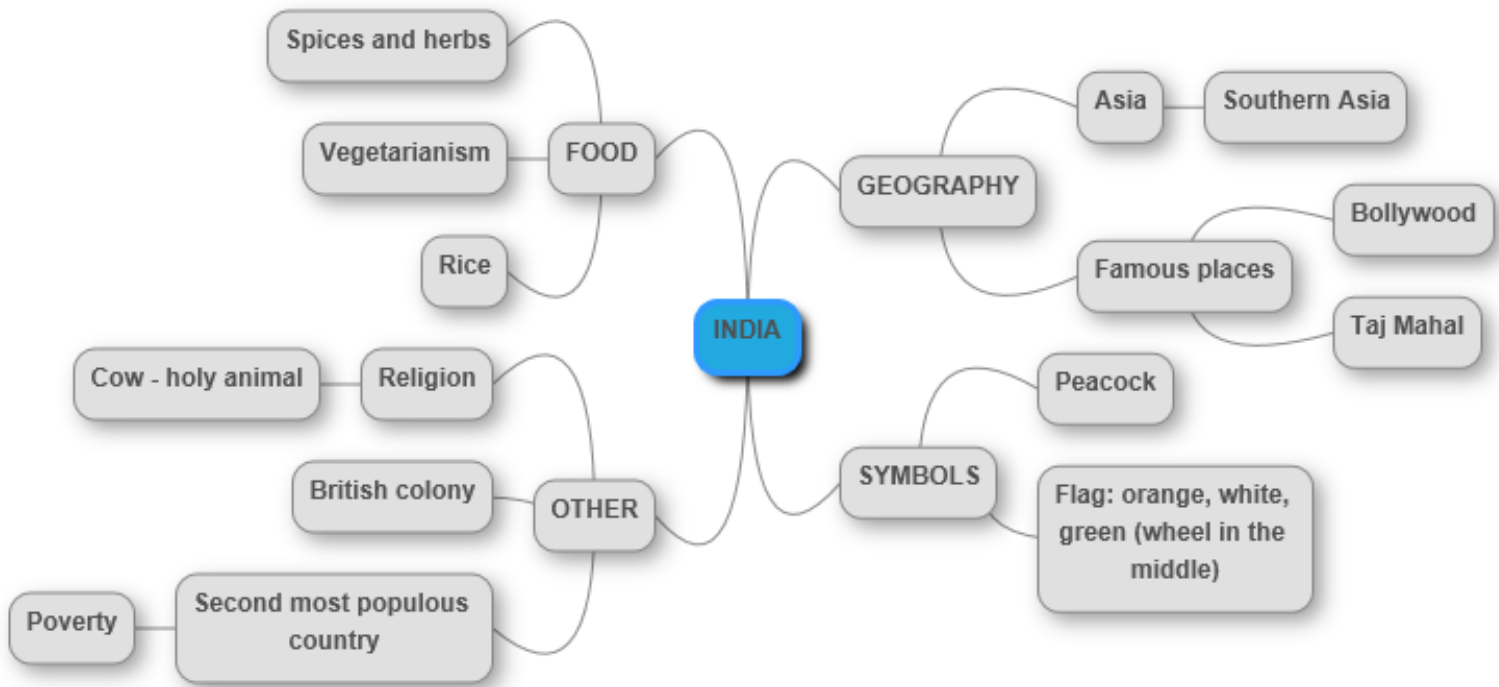 Spices and herbs
Vegetarianism
FOOD
Rice
INDIA
GEOGRAPHY
Asia
Southern Asia
Famous places
Bollywood
Taj Mahal
Cow - holy animal
Religion
British colony
OTHER
Second most populous
country
Poverty
SYMBOLS
Peacock
Flag: orange, white,
green (wheel in the
middle)